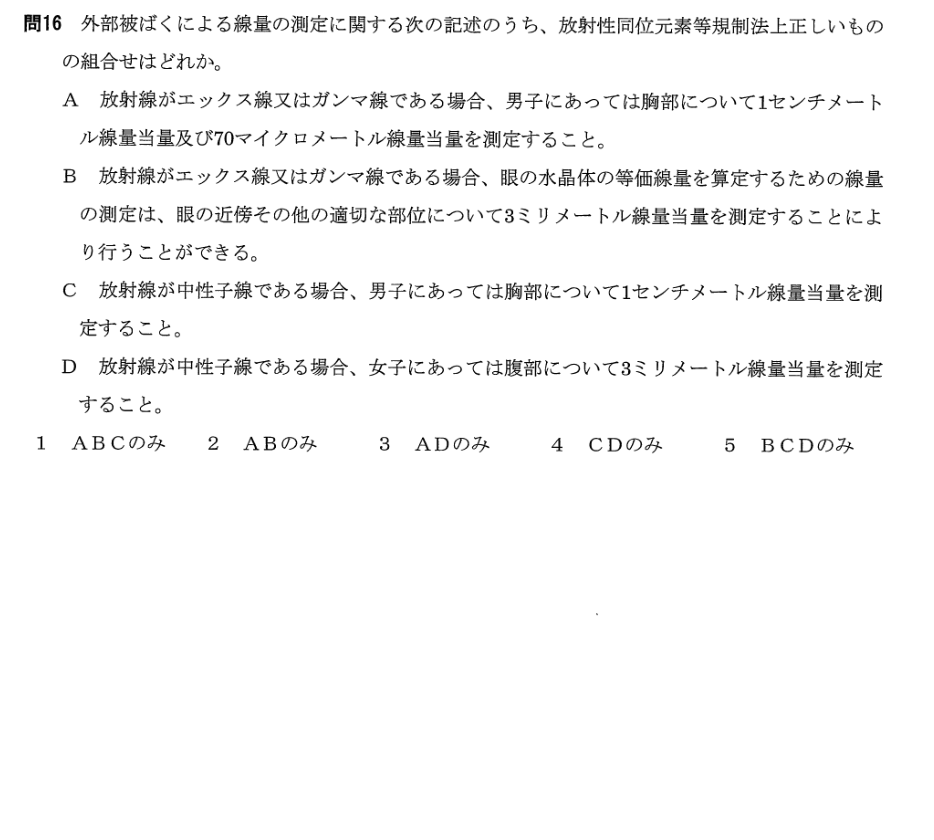 問16 外部被ばくによる線量の測定に関する次の記述のうち、放射性同位元素等規制法上正しいもの
の組合せはどれか。
A 放射線がエックス線又はガンマ線である場合、男子にあっては胸部について1センチメート
ル線量当量及び70マイクロメートル線量当量を測定すること。
B 放射線がエックス線又はガンマ線である場合、眼の水晶体の等価線量を算定するための線量
の測定は、眼の近傍その他の適切な部位について3ミリメートル線量当量を測定することによ
り行うことができる。
C 放射線が中性子線である場合、男子にあっては胸部について1センチメートル線量当量を測
定すること。
D 放射線が中性子線である場合、女子にあっては腹部について3ミリメートル線量当量を測定
すること。
1 ABCのみ 2 ABのみ 3 ADのみ 4 CDのみ 5 BCDのみ